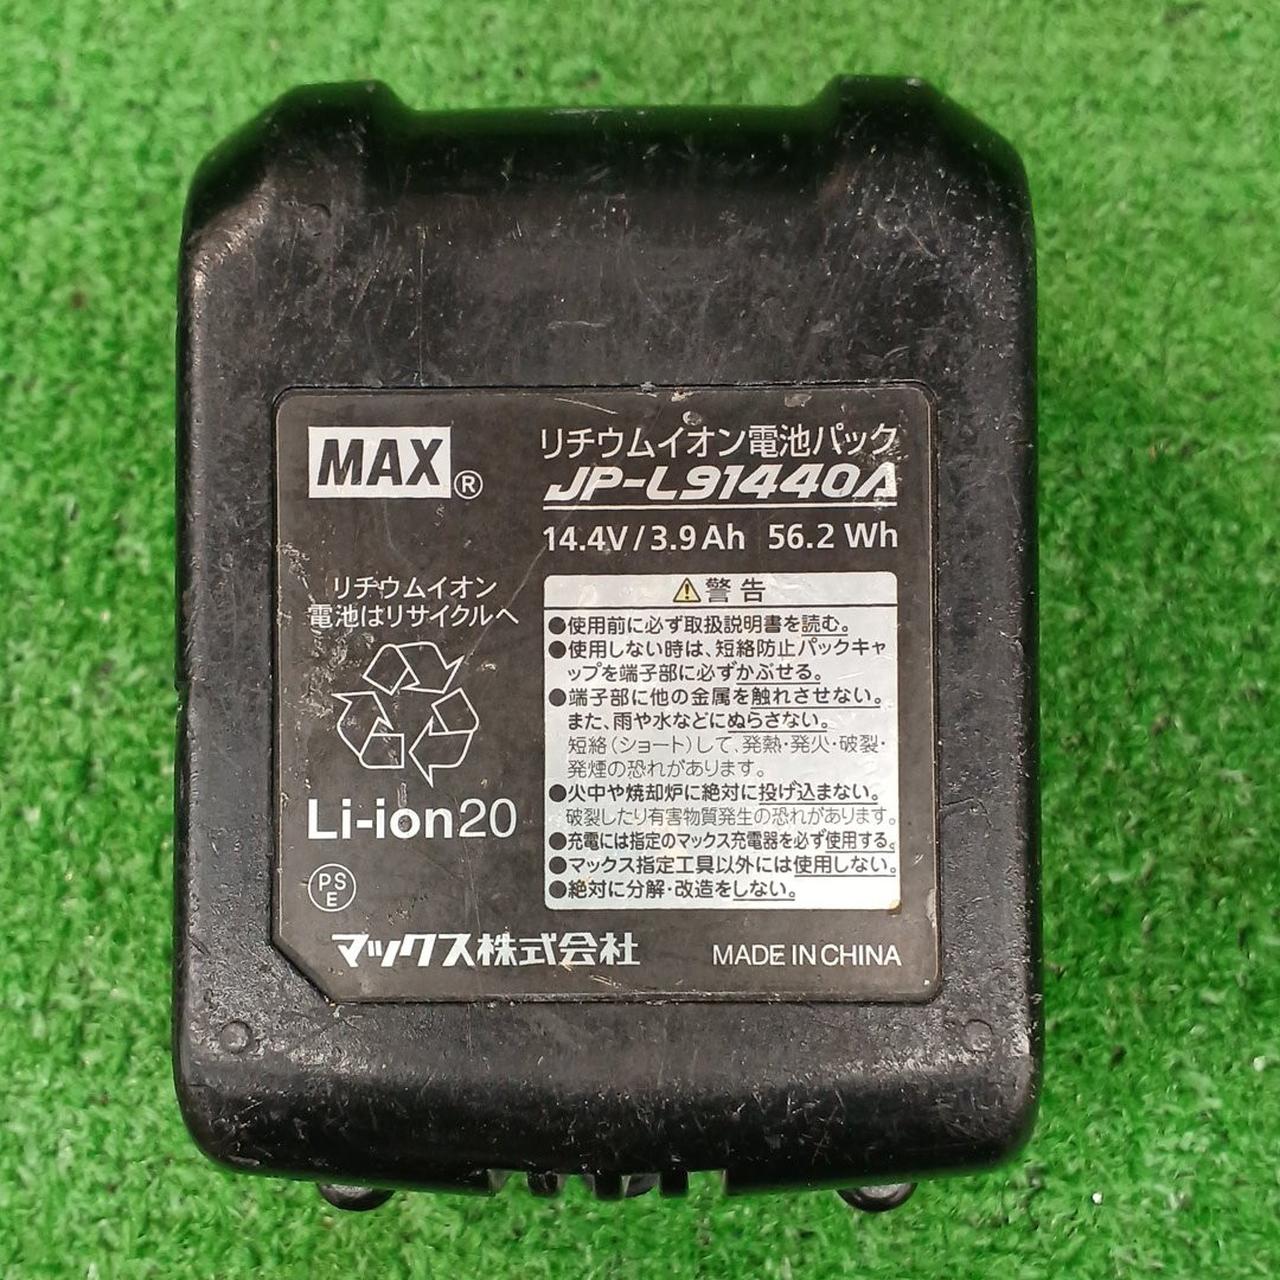 MAX®
リチウムイオン電池パック
JP-L91440A
14.4V/3.9Ah 56.2 Wh
リチウムイオン
電池はリサイクルへ
Li-ion20
PS
E
⚠警告
●使用前に必ず取扱説明書を読む。
●使用しない時は、短絡防止パックキャ
ップを端子部に必ずかぶせる。
●端子部に他の金属を触れさせない。
また、雨や水などにぬらさない。
短絡(ショート)して、発熱・発火・破裂・
発煙の恐れがあります。
●火中や焼却炉に絶対に投げ込まない。
破裂したり有害物質発生の恐れがあります。
●充電には指定のマックス充電器を必ず使用する。
●マックス指定工具以外には使用しない。
●絶対に分解・改造をしない。
マックス株式会社
MADE IN CHINA